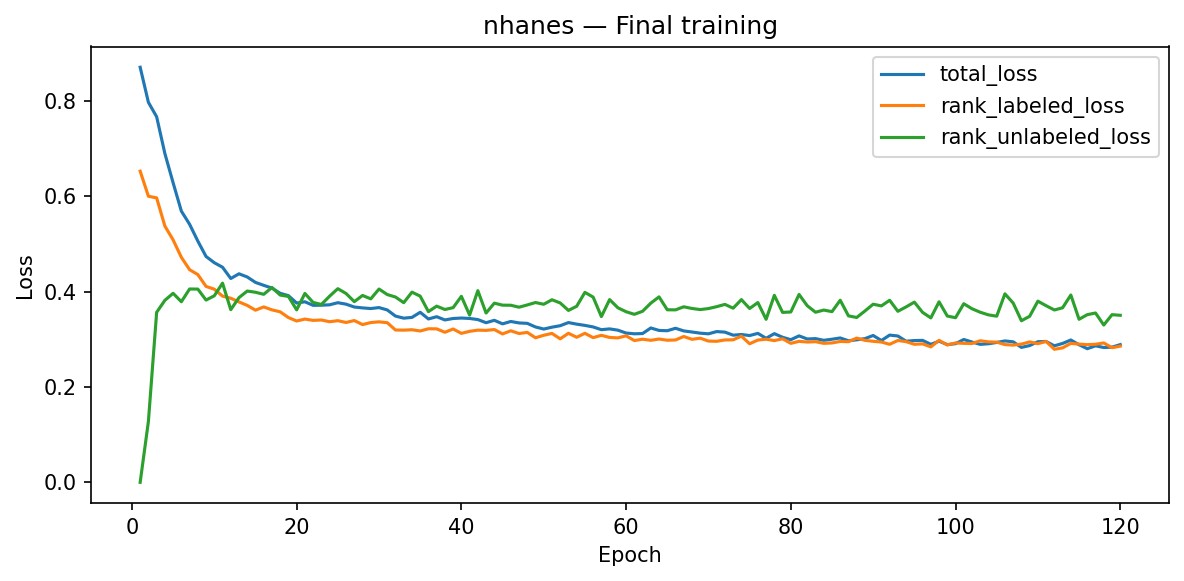 nhanes — Final training
total_loss
rank_labeled_loss
rank_unlabeled_loss
Loss
0.8
0.6
0.4
0.2
0.0
0 20 40 60 80 100 120
Epoch